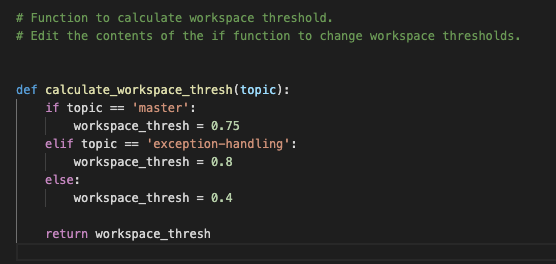 # Function to calculate workspace threshold.
# Edit the contents of the if function to change workspace thresholds.
def calculate_workspace_thresh(topic):
    if topic == 'master':
        workspace_thresh = 0.75
    elif topic == 'exception-handling':
        workspace_thresh = 0.8
    else:
        workspace_thresh = 0.4
    return workspace_thresh